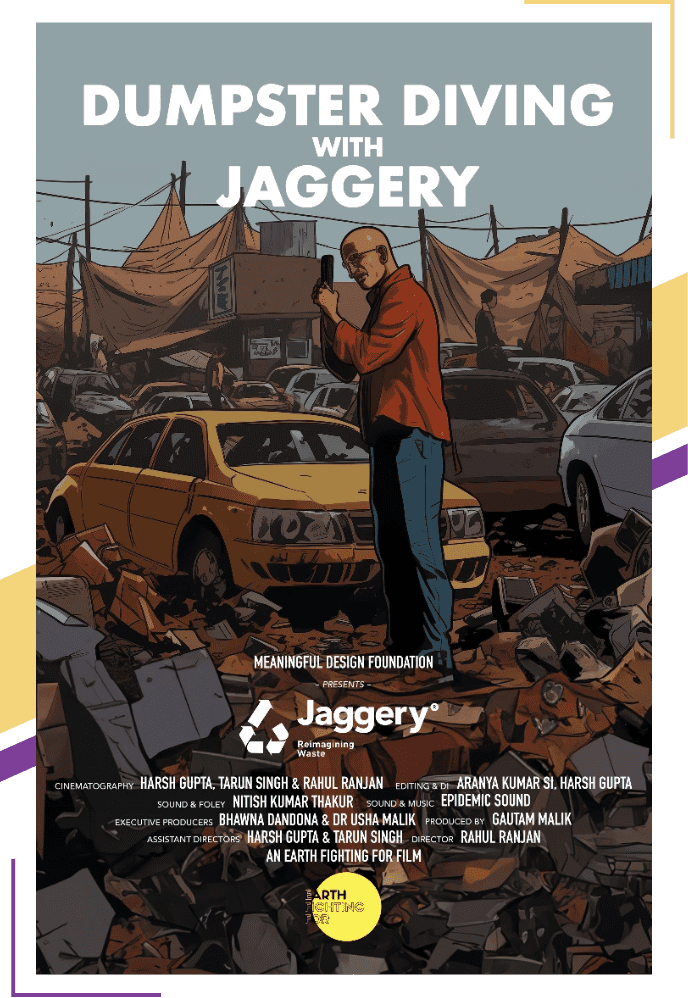 DUMPSTER DIVING
WITH
JAGGERY
MEANINGFUL DESIGN FOUNDATION
– PRESENTS –
Jaggery®
Reimagining
Waste
CINEMATOGRAPHY HARSH GUPTA, TARUN SINGH & RAHUL RANJAN EDITING & DI ARANYA KUMAR SI, HARSH GUPTA
SOUND & FOLEY NITISH KUMAR THAKUR SOUND & MUSIC EPIDEMIC SOUND
EXECUTIVE PRODUCERS BHAWNA DANDONA & DR USHA MALIK PRODUCED BY GAUTAM MALIK
ASSISTANT DIRECTORS HARSH GUPTA & TARUN SINGH DIRECTOR RAHUL RANJAN
AN EARTH FIGHTING FOR FILM
EARTH
FIGHTING
FOR